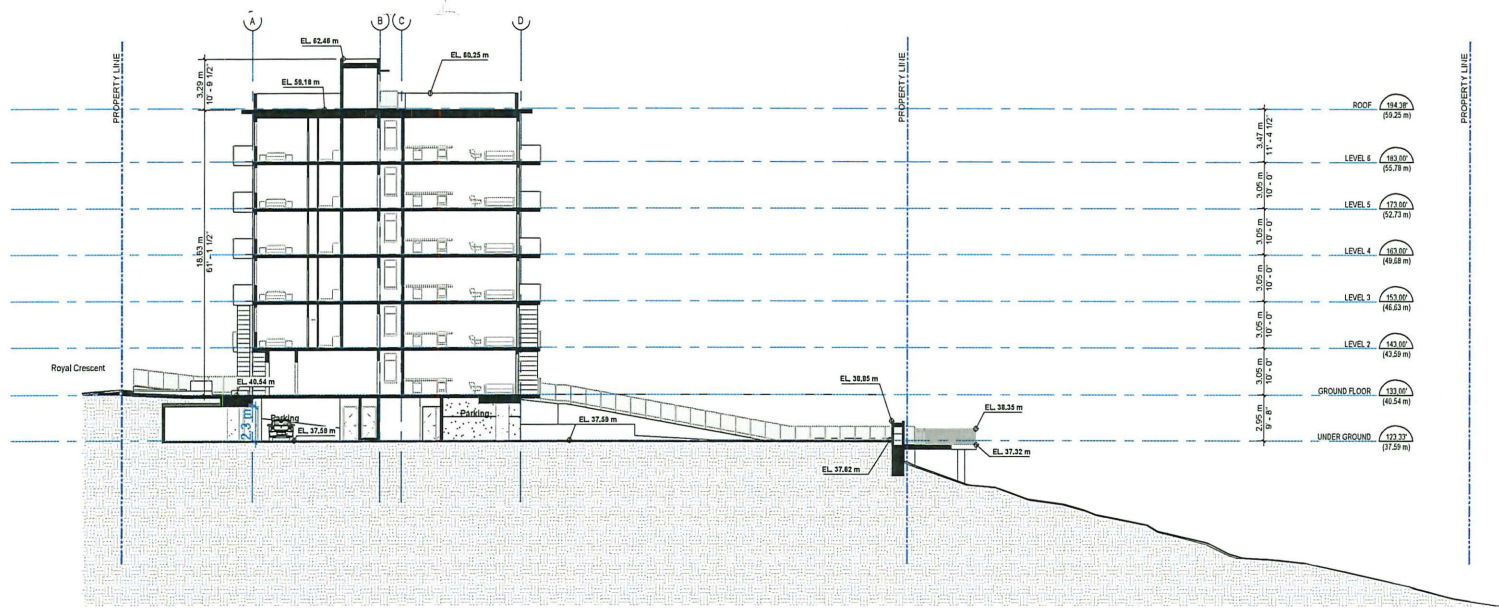 A
B
C
D
EL. 62.46 m
EL. 60.25 m
EL. 59.18 m
3.29 m
10' - 9 1/2"
18.63 m
61' - 1 1/2"
PROPERTY LINE
PROPERTY LINE
PROPERTY LINE
ROOF
194.38'
(59.25 m)
3.47 m
11' - 4 1/2"
LEVEL 6
183.00'
(55.78 m)
3.05 m
10' - 0"
LEVEL 5
173.00'
(52.73 m)
3.05 m
10' - 0"
LEVEL 4
163.00'
(49.68 m)
3.05 m
10' - 0"
LEVEL 3
153.00'
(46.63 m)
3.05 m
10' - 0"
LEVEL 2
143.00'
(43.59 m)
3.05 m
10' - 0"
GROUND FLOOR
133.00'
(40.54 m)
2.95 m
9' - 8"
UNDER GROUND
123.33'
(37.59 m)
Royal Crescent
EL. 40.54 m
2.3 m
Parking
Parking
EL. 37.59 m
EL. 37.59 m
EL. 38.85 m
EL. 38.35 m
EL. 37.62 m
EL. 37.32 m